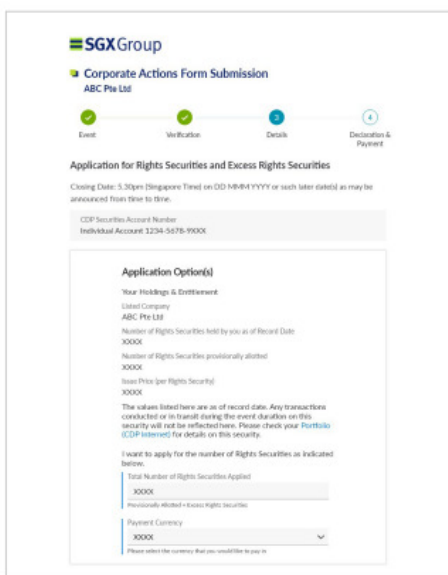 SGXGroup
Corporate Actions Form Submission
ABC Pte Ltd
3
4
Event
Verification
Details
Declaration &
Payment
Application for Rights Securities and Excess Rights Securities
Closing Date: 5.30pm (Singapore Time) on DD MMM YYYY or such later date(s) as may be
announced from time to time.
CDP Securities Account Number
Individual Account 1234-5678-9XXX
Application Option(s)
Your Holdings & Entitlement
Listed Company
ABC Pte Ltd
Number of Rights Securities held by you as of Record Date
XXXX
Number of Rights Securities provisionally allotted
XXXX
Issue Price (per Rights Security)
XXXX
The values listed here are as of record date. Any transactions
conducted or in transit during the event duration on this
security will not be reflected here. Please check your Portfolio
(CDP Internet) for details on this security.
I want to apply for the number of Rights Securities as indicated
below.
Total Number of Rights Securities Applied
XXXX
Provisionally Allotted + Excess Rights Securities
Payment Currency
XXXX
Please select the currency that you would like to pay in